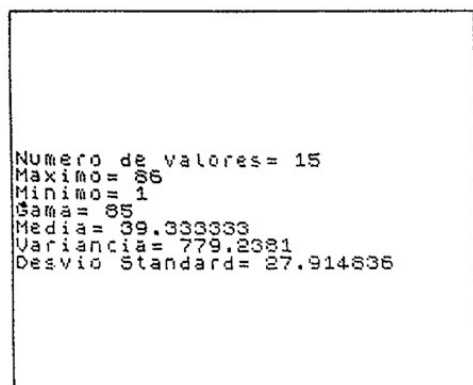 Numero de valores= 15
Maximo= 86
Minimo= 1
Gama= 85
Media= 39.333333
Variancia= 779.2381
Desvio Standard= 27.914836